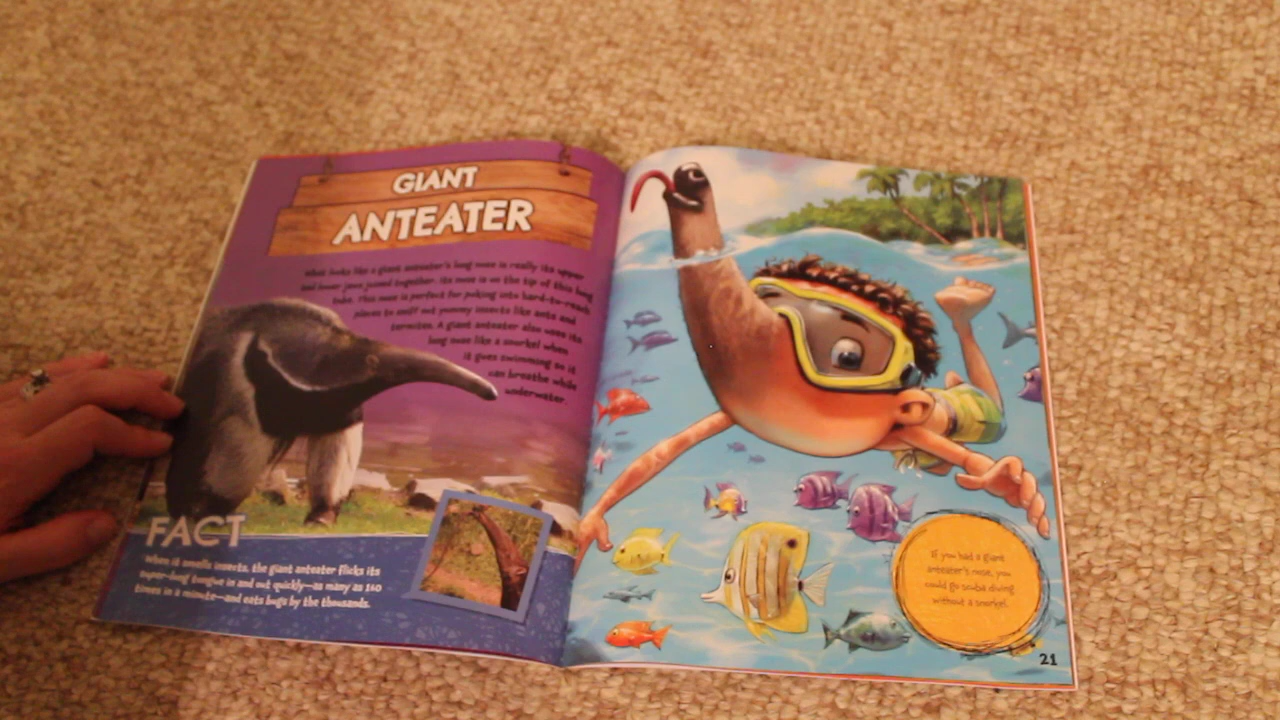 GIANT
ANTEATER
What looks like a giant anteater's long nose is really its upper
and lower jaws joined together. Its nose is on the tip of this long
tube. This nose is perfect for poking into hard-to-reach
places to sniff out yummy insects like ants and
termites. A giant anteater also uses its
long nose like a snorkel when
it goes swimming so it
can breathe while
underwater.
FACT
When it smells insects, the giant anteater flicks its
super-long tongue in and out quickly—as many as 160
times in a minute—and eats bugs by the thousands.
If you had a giant
anteater's nose, you
could go scuba diving
without a snorkel.
21